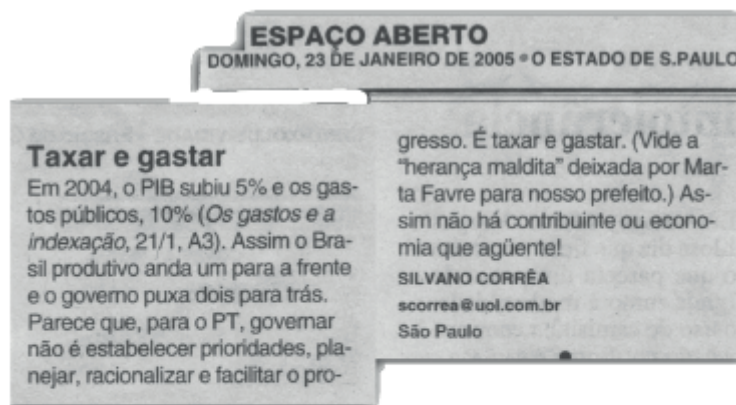 ESPAÇO ABERTO
DOMINGO, 23 DE JANEIRO DE 2005 • O ESTADO DE S.PAULO
Taxar e gastar
Em 2004, o PIB subiu 5% e os gas-
tos públicos, 10% (Os gastos e a
indexação, 21/1, A3). Assim o Bra-
sil produtivo anda um para a frente
e o governo puxa dois para trás.
Parece que, para o PT, governar
não é estabelecer prioridades, pla-
nejar, racionalizar e facilitar o pro-
gresso. É taxar e gastar. (Vide a
“herança maldita” deixada por Mar-
ta Favre para nosso prefeito.) As-
sim não há contribuinte ou econo-
mia que agüente!
SILVANO CORRÊA
scorrea@uol.com.br
São Paulo